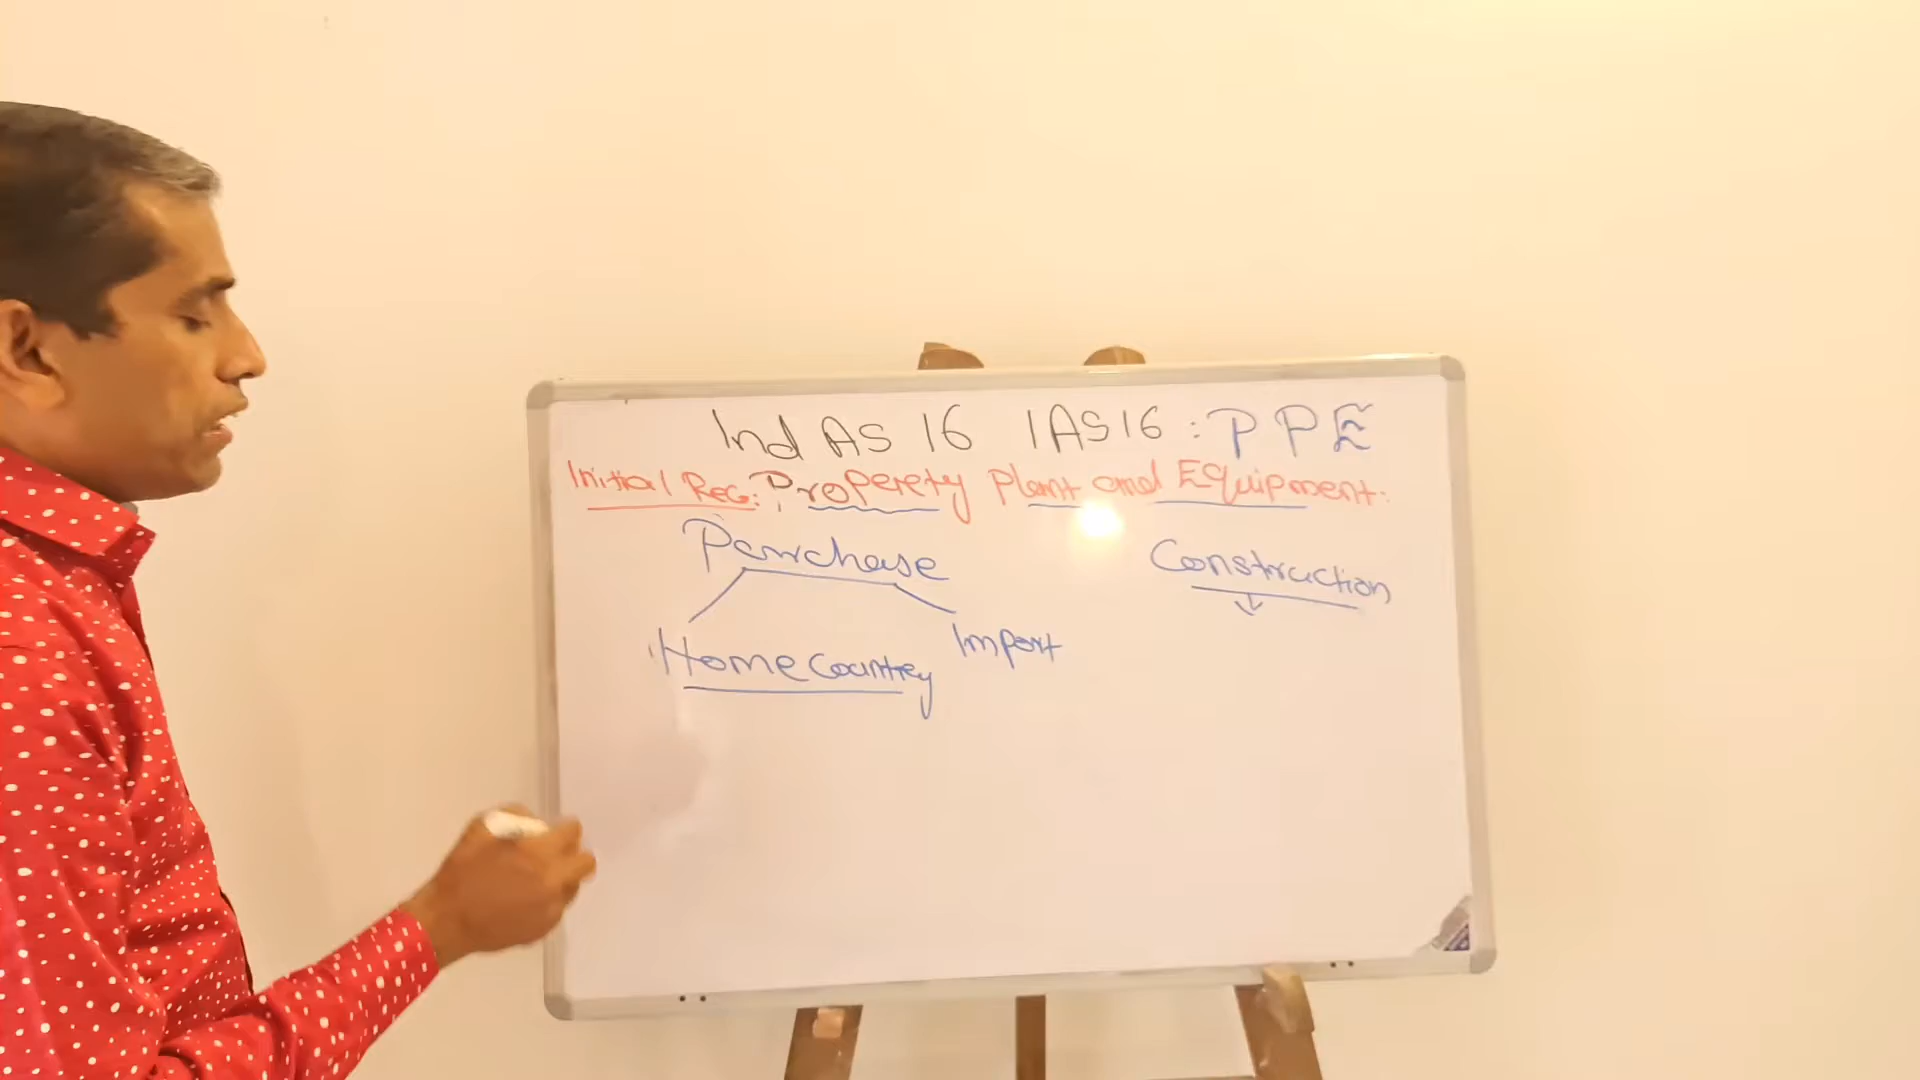 Ind AS 16 IAS16 : PPE
Initial Rec: Properety Plant and Equipment:
Purchase Construction
Home Country Import